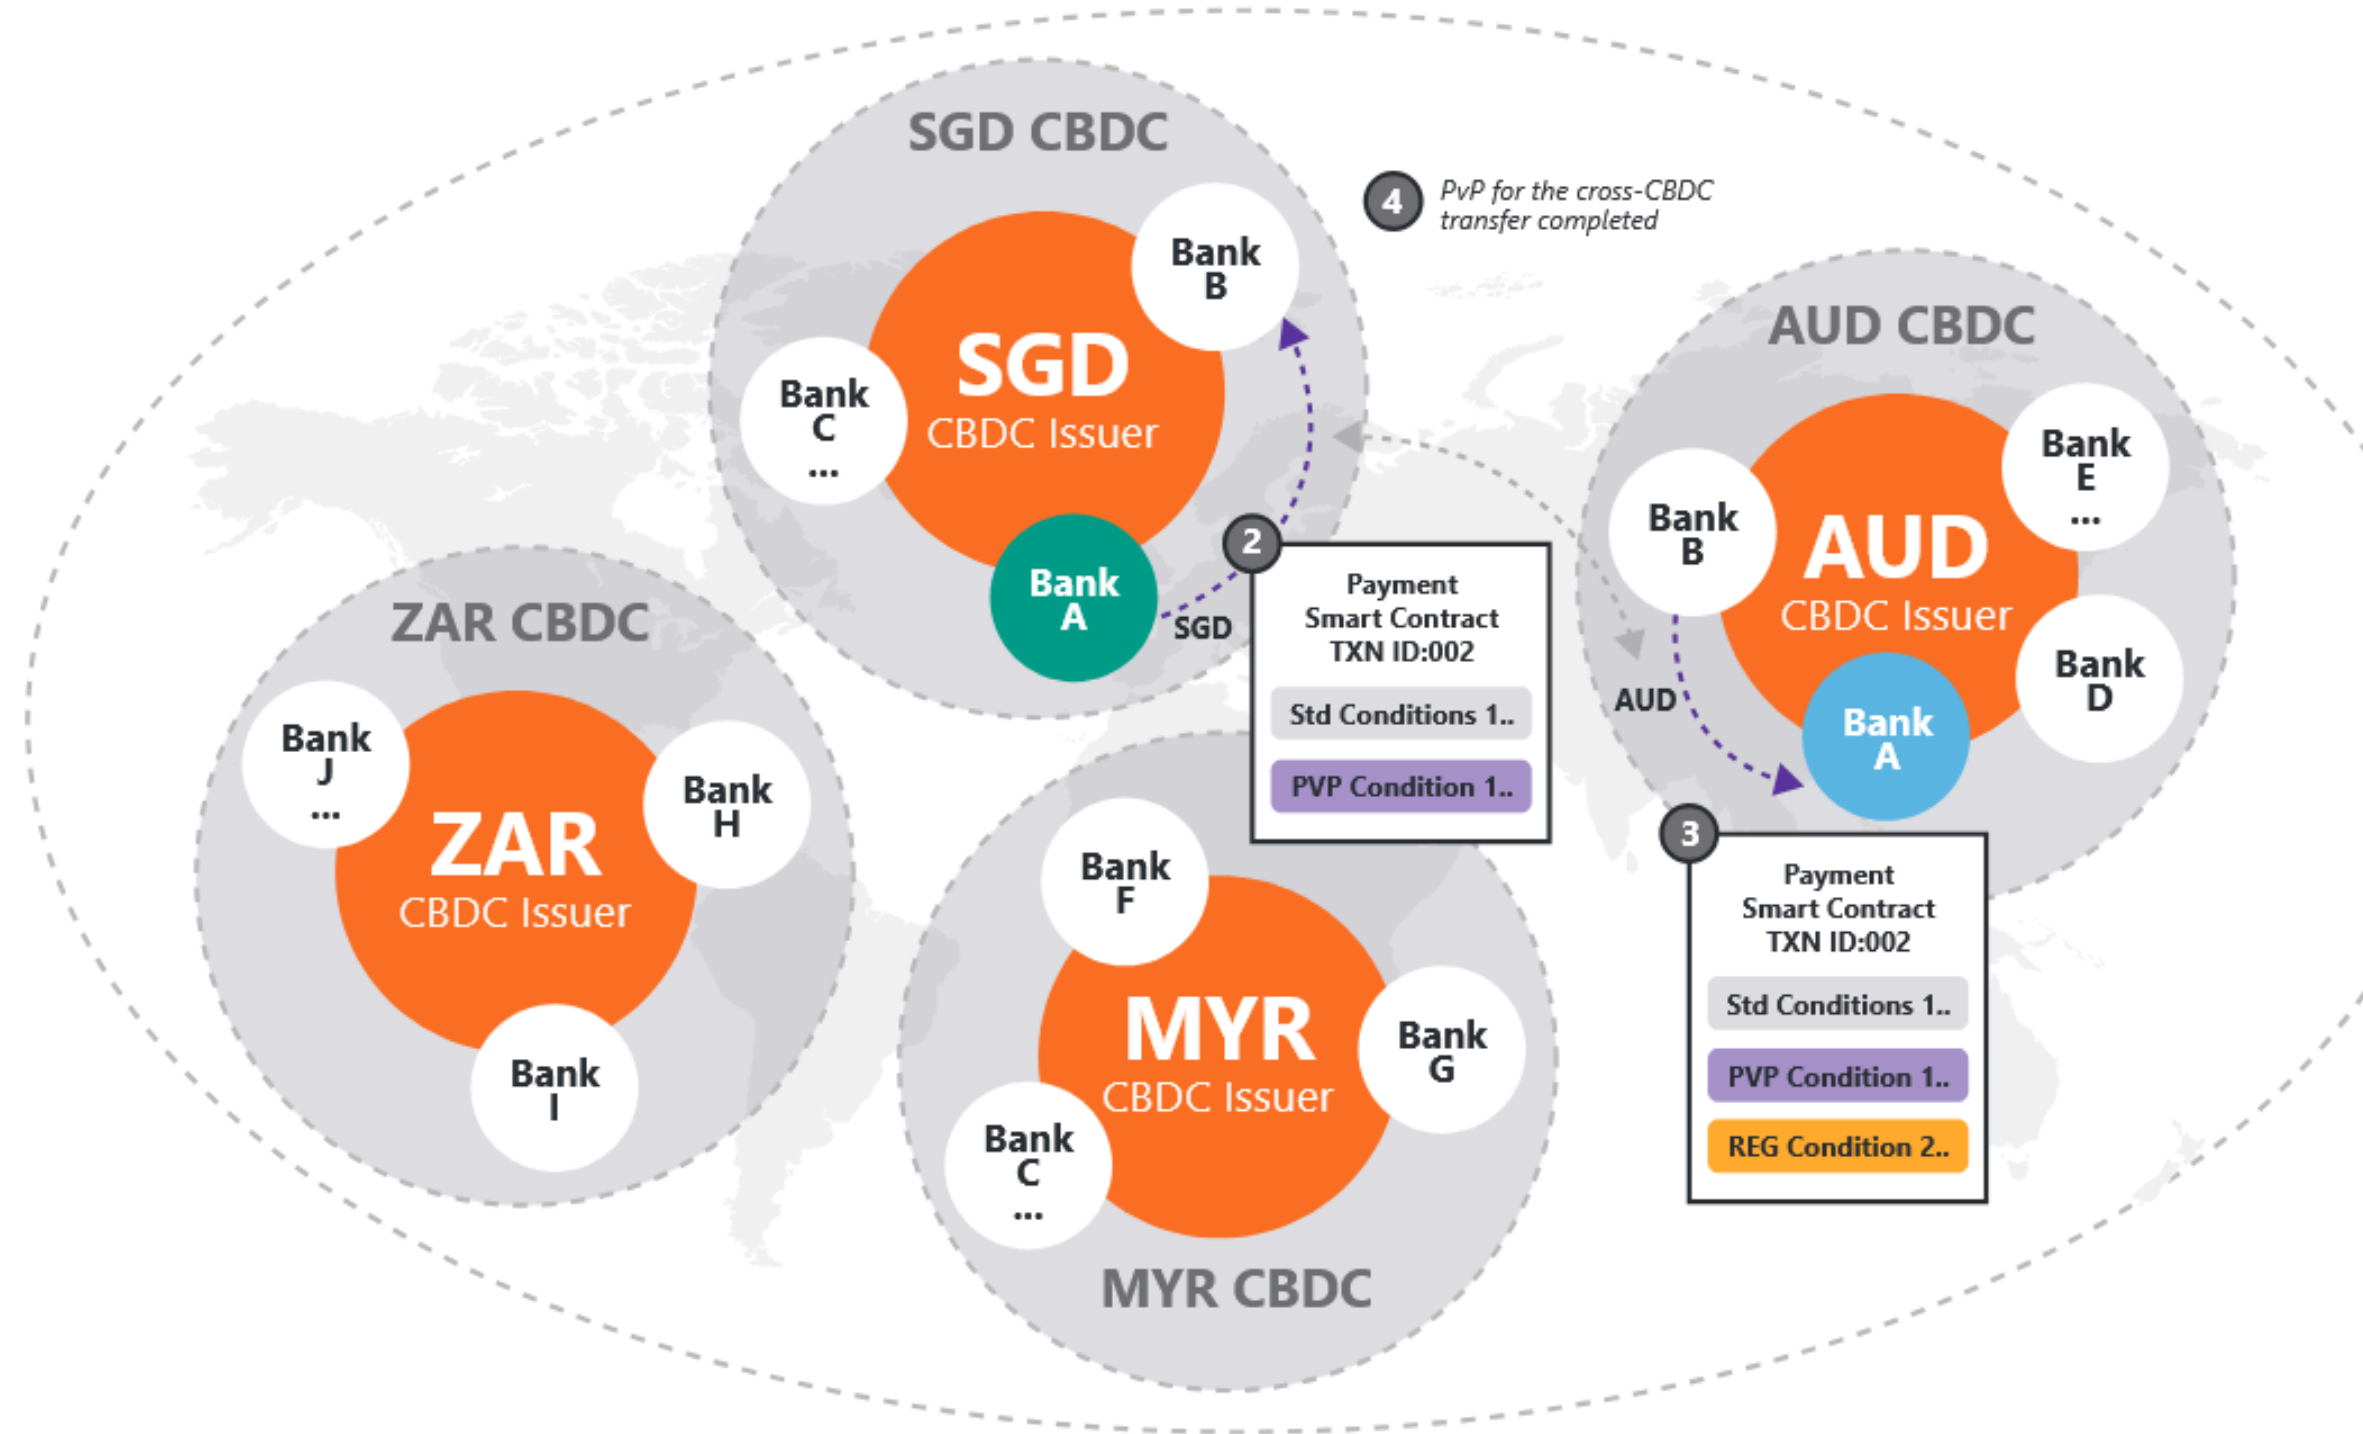 SGD CBDC
Bank
B
SGD
CBDC Issuer
Bank
C
...
Bank
A
SGD
4
PvP for the cross-CBDC
transfer completed
AUD CBDC
Bank
E
...
Bank
B
AUD
CBDC Issuer
Bank
D
Bank
A
AUD
2
Payment
Smart Contract
TXN ID:002
Std Conditions 1..
PVP Condition 1..
3
Payment
Smart Contract
TXN ID:002
Std Conditions 1..
PVP Condition 1..
REG Condition 2..
ZAR CBDC
Bank
J
...
Bank
H
ZAR
CBDC Issuer
Bank
I
Bank
F
MYR
CBDC Issuer
Bank
G
Bank
C
...
MYR CBDC